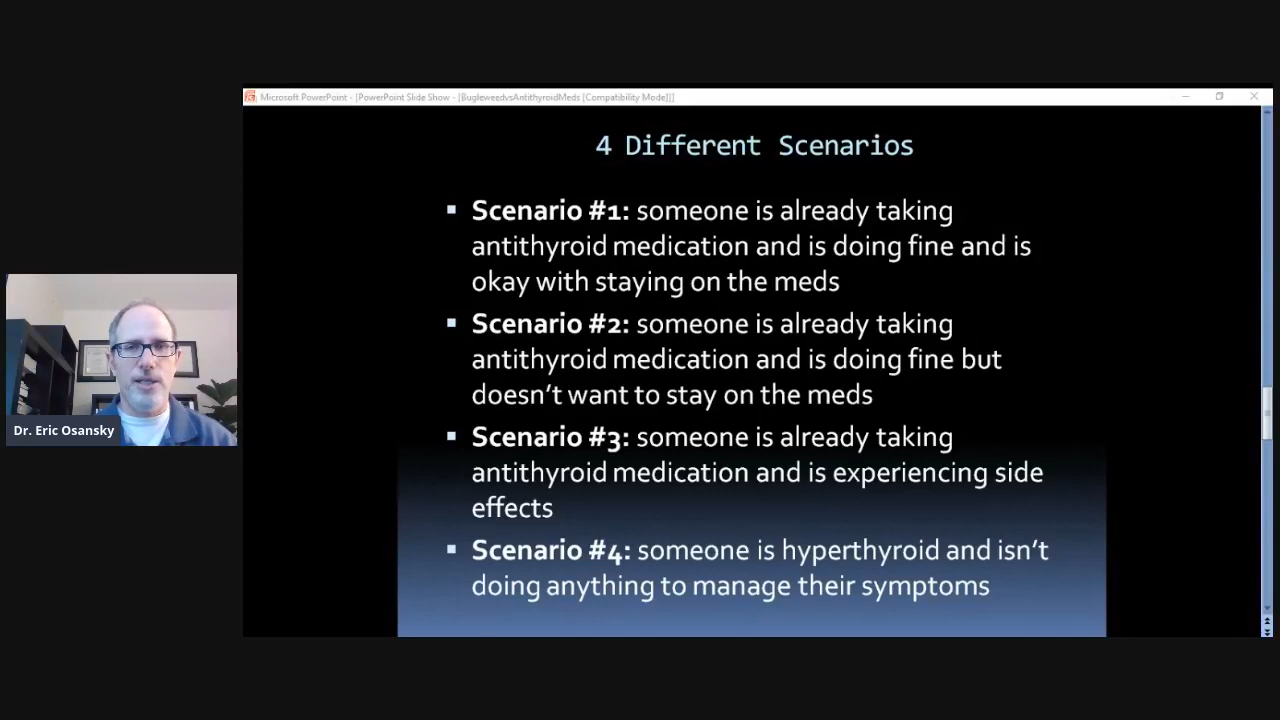 Microsoft PowerPoint - [PowerPoint Slide Show - [BugleweedvsAntithyroidMeds [Compatibility Mode]]]
4 Different Scenarios
▪ Scenario #1: someone is already taking
antithyroid medication and is doing fine and is
okay with staying on the meds
▪ Scenario #2: someone is already taking
antithyroid medication and is doing fine but
doesn't want to stay on the meds
▪ Scenario #3: someone is already taking
antithyroid medication and is experiencing side
effects
▪ Scenario #4: someone is hyperthyroid and isn't
doing anything to manage their symptoms
Dr. Eric Osansky